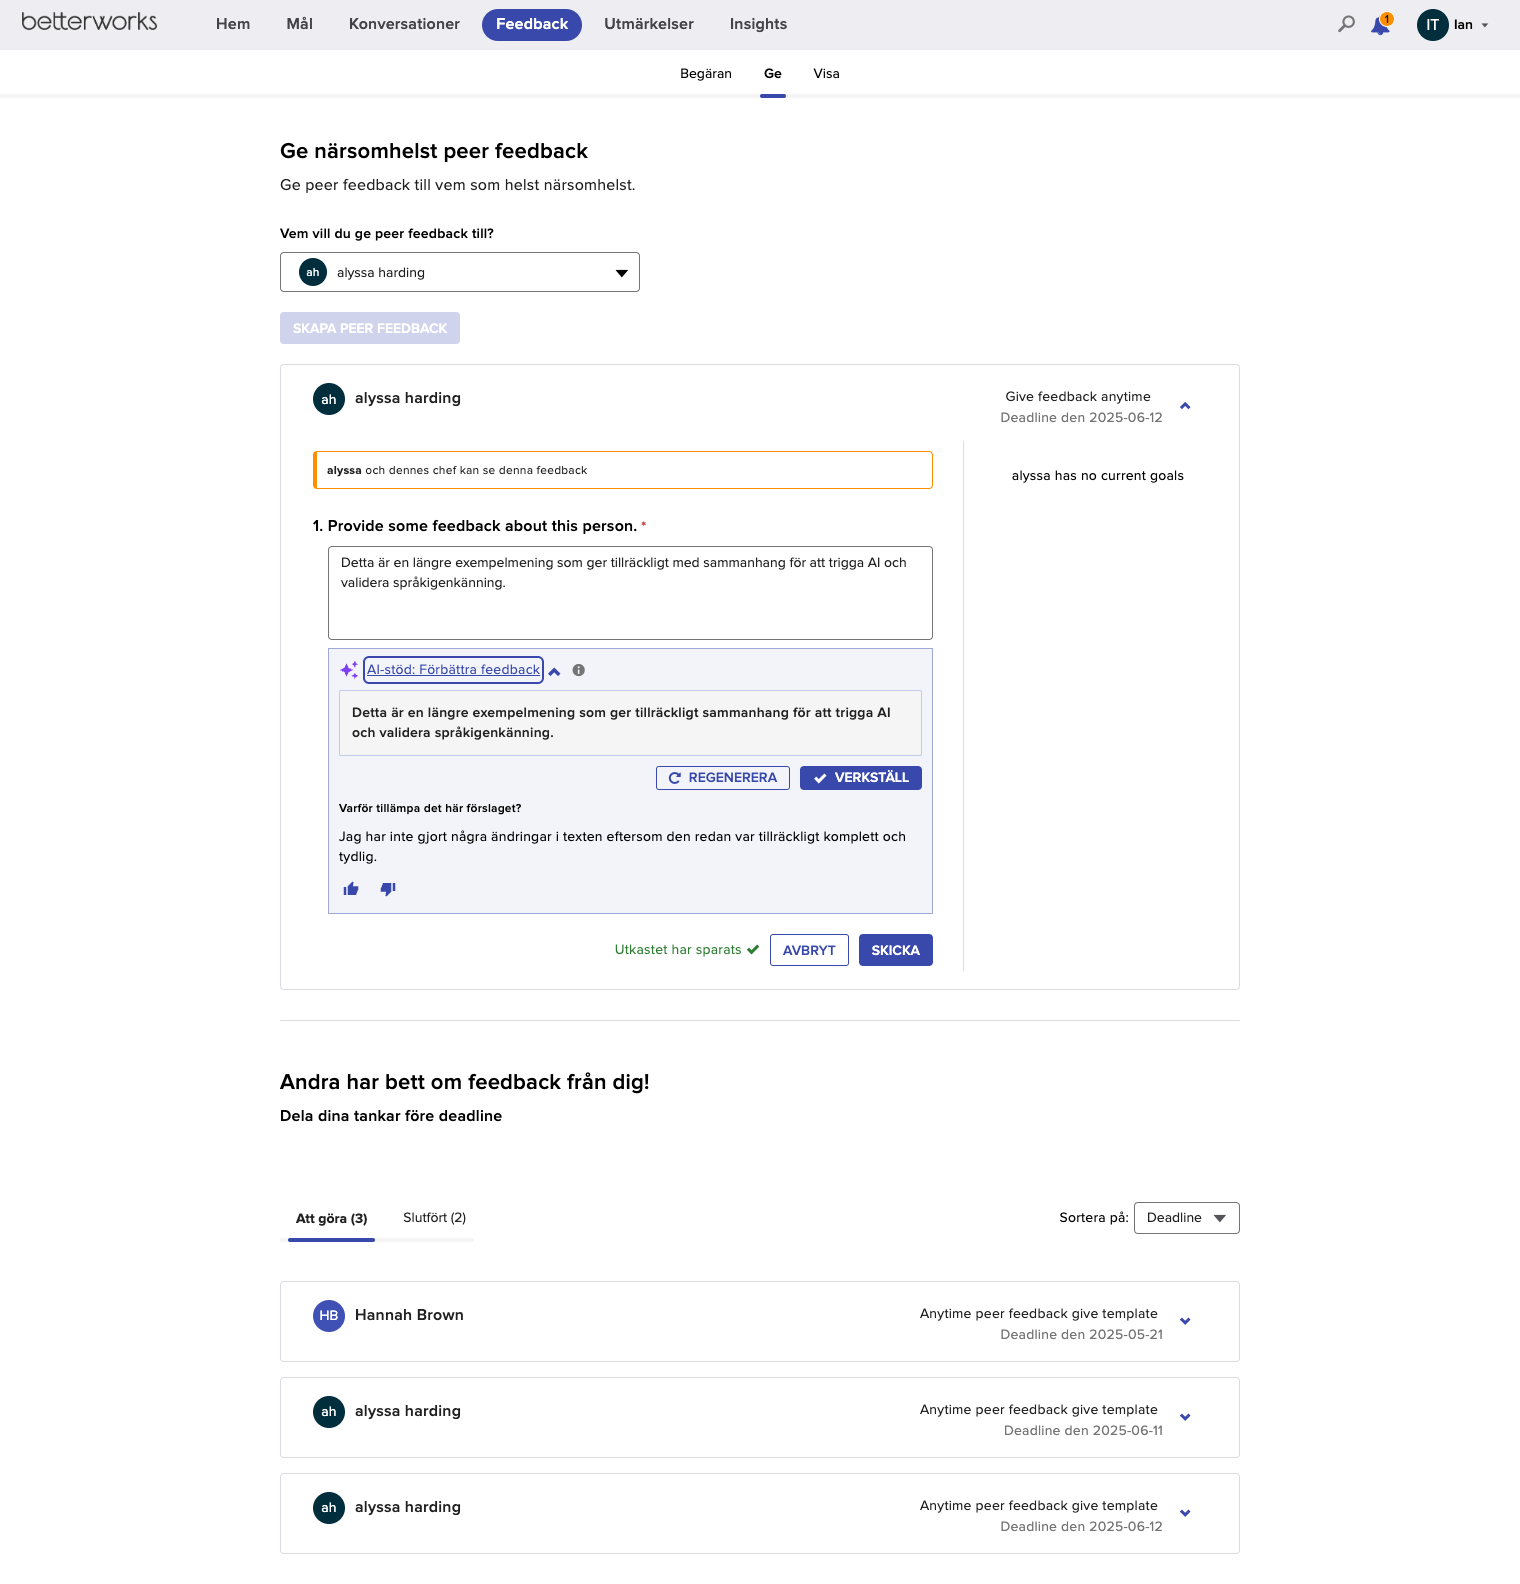 betterworks
Hem
Mål
Konversationer
Feedback
Utmärkelser
Insights
1
IT
Ian
Begäran
Ge
Visa
Ge närsomhelst peer feedback
Ge peer feedback till vem som helst närsomhelst.
Vem vill du ge peer feedback till?
ah alyssa harding
SKAPA PEER FEEDBACK
ah alyssa harding
Give feedback anytime
Deadline den 2025-06-12
alyssa och dennes chef kan se denna feedback
alyssa has no current goals
1. Provide some feedback about this person. *
Detta är en längre exempelmening som ger tillräckligt med sammanhang för att trigga AI och
validera språkigenkänning.
AI-stöd: Förbättra feedback
Detta är en längre exempelmening som ger tillräckligt sammanhang för att trigga AI
och validera språkigenkänning.
REGENERERA
VERKSTÄLL
Varför tillämpa det här förslaget?
Jag har inte gjort några ändringar i texten eftersom den redan var tillräckligt komplett och
tydlig.
Utkastet har sparats
AVBRYT
SKICKA
Andra har bett om feedback från dig!
Dela dina tankar före deadline
Att göra (3)
Slutfört (2)
Sortera på:
Deadline
HB Hannah Brown
Anytime peer feedback give template
Deadline den 2025-05-21
ah alyssa harding
Anytime peer feedback give template
Deadline den 2025-06-11
ah alyssa harding
Anytime peer feedback give template
Deadline den 2025-06-12